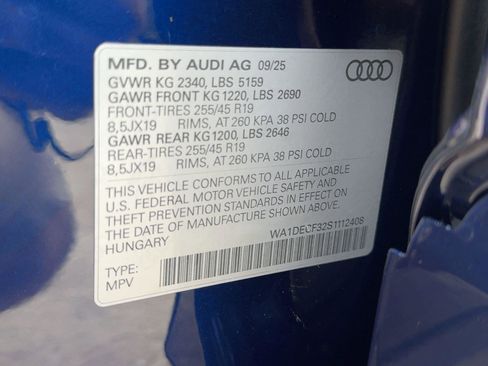 MFD. BY AUDI AG 09/25
GVWR KG 2340, LBS 5159
GAWR FRONT KG 1220, LBS 2690
FRONT-TIRES 255/45 R19
8,5JX19 RIMS, AT 260 KPA 38 PSI COLD
GAWR REAR KG1200, LBS 2646
REAR-TIRES 255/45 R19
8,5JX19 RIMS, AT 260 KPA 38 PSI COLD
THIS VEHICLE CONFORMS TO ALL APPLICABLE
U.S. FEDERAL MOTOR VEHICLE SAFETY AND
THEFT PREVENTION STANDARDS IN EFFECT ON
THE DATE OF MANUFACTURE SHOWN ABOVE.
HUNGARY WA1DECF32S1112408
TYPE:
MPV